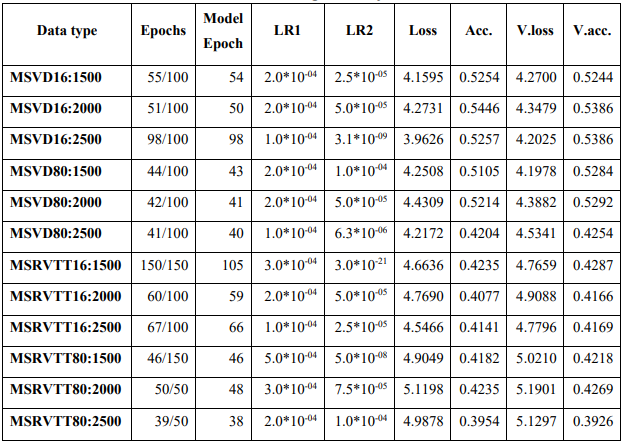 Data type Epochs Model Epoch LR1 LR2 Loss Acc. V.loss V.acc.
MSVD16:1500 55/100 54 2.0*10-04 2.5*10-05 4.1595 0.5254 4.2700 0.5244
MSVD16:2000 51/100 50 2.0*10-04 5.0*10-05 4.2731 0.5446 4.3479 0.5386
MSVD16:2500 98/100 98 1.0*10-04 3.1*10-09 3.9626 0.5257 4.2025 0.5386
MSVD80:1500 44/100 43 2.0*10-04 1.0*10-04 4.2508 0.5105 4.1978 0.5284
MSVD80:2000 42/100 41 2.0*10-04 5.0*10-05 4.4309 0.5214 4.3882 0.5292
MSVD80:2500 41/100 40 1.0*10-04 6.3*10-06 4.2172 0.4204 4.5341 0.4254
MSRVTT16:1500 150/150 105 3.0*10-04 3.0*10-21 4.6636 0.4235 4.7659 0.4287
MSRVTT16:2000 60/100 59 2.0*10-04 5.0*10-05 4.7690 0.4077 4.9088 0.4166
MSRVTT16:2500 67/100 66 1.0*10-04 2.5*10-05 4.5466 0.4141 4.7796 0.4169
MSRVTT80:1500 46/150 46 5.0*10-04 5.0*10-08 4.9049 0.4182 5.0210 0.4218
MSRVTT80:2000 50/50 48 3.0*10-04 7.5*10-05 5.1198 0.4235 5.1901 0.4269
MSRVTT80:2500 39/50 38 2.0*10-04 1.0*10-04 4.9878 0.3954 5.1297 0.3926